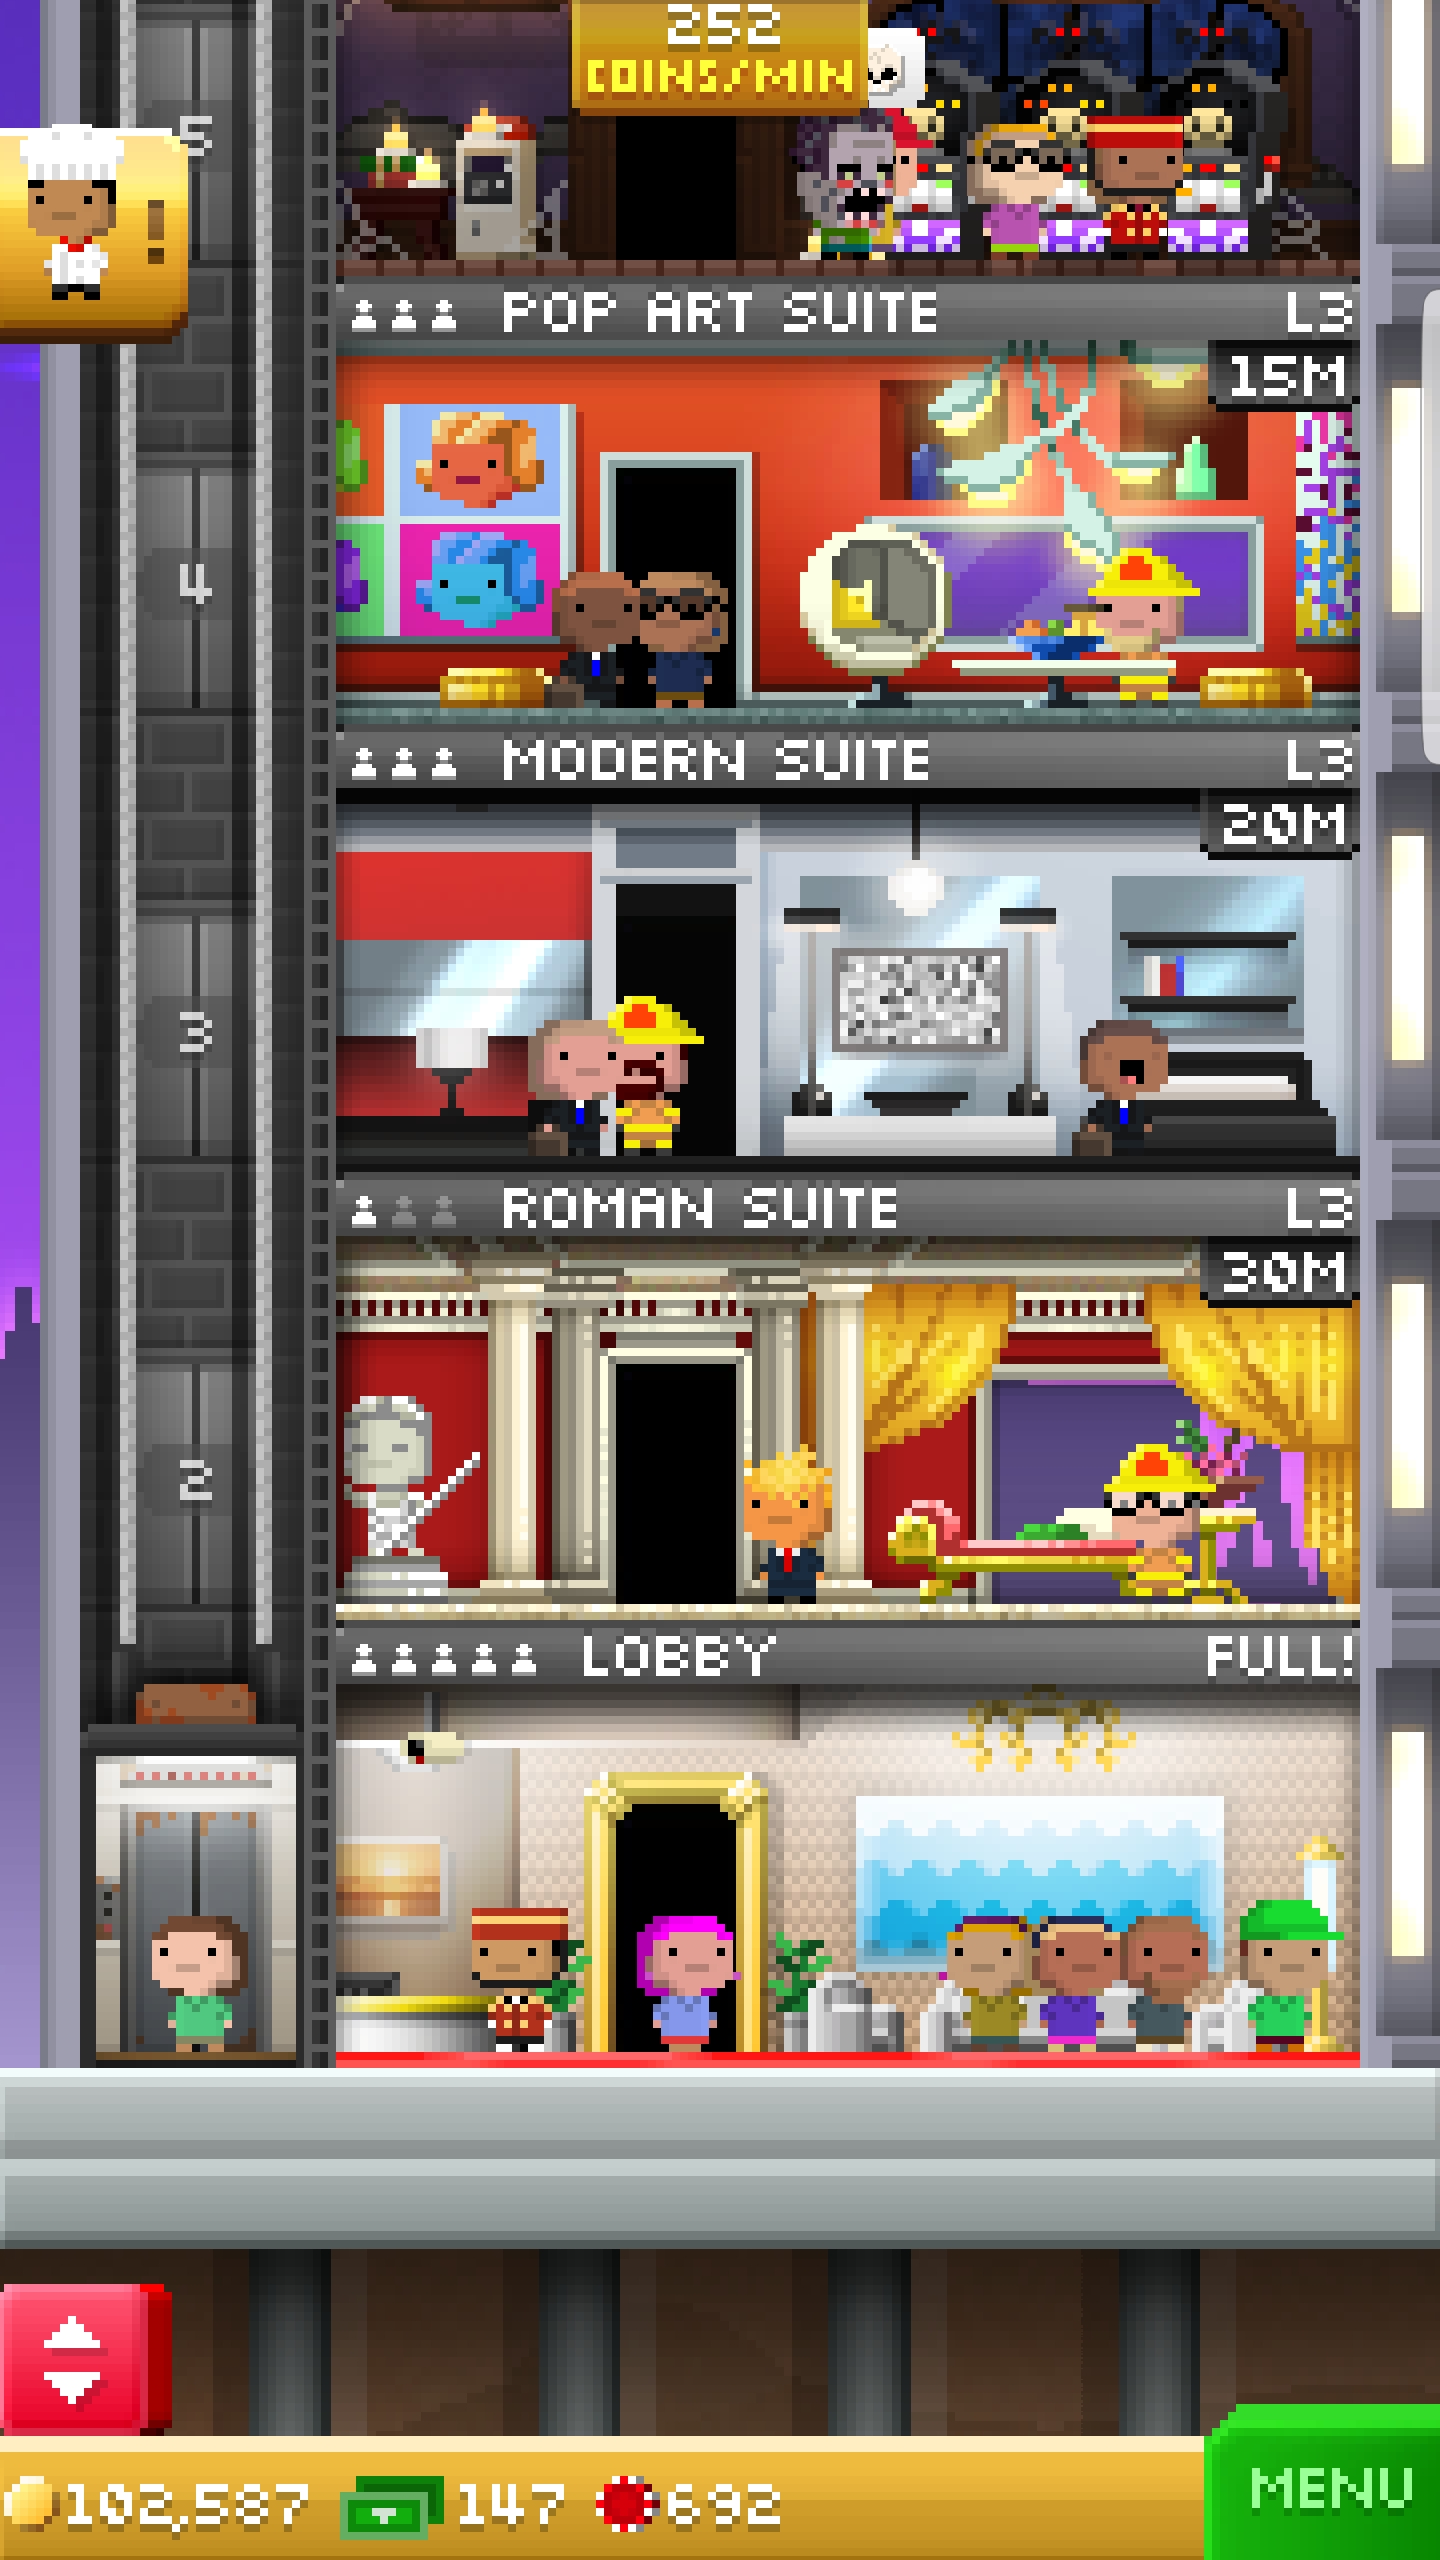 252
COINS/MIN
5
!
POP ART SUITE L3
15M
4
MODERN SUITE L3
20M
3
ROMAN SUITE L3
30M
2
LOBBY FULL!
102,587 147 692
MENU